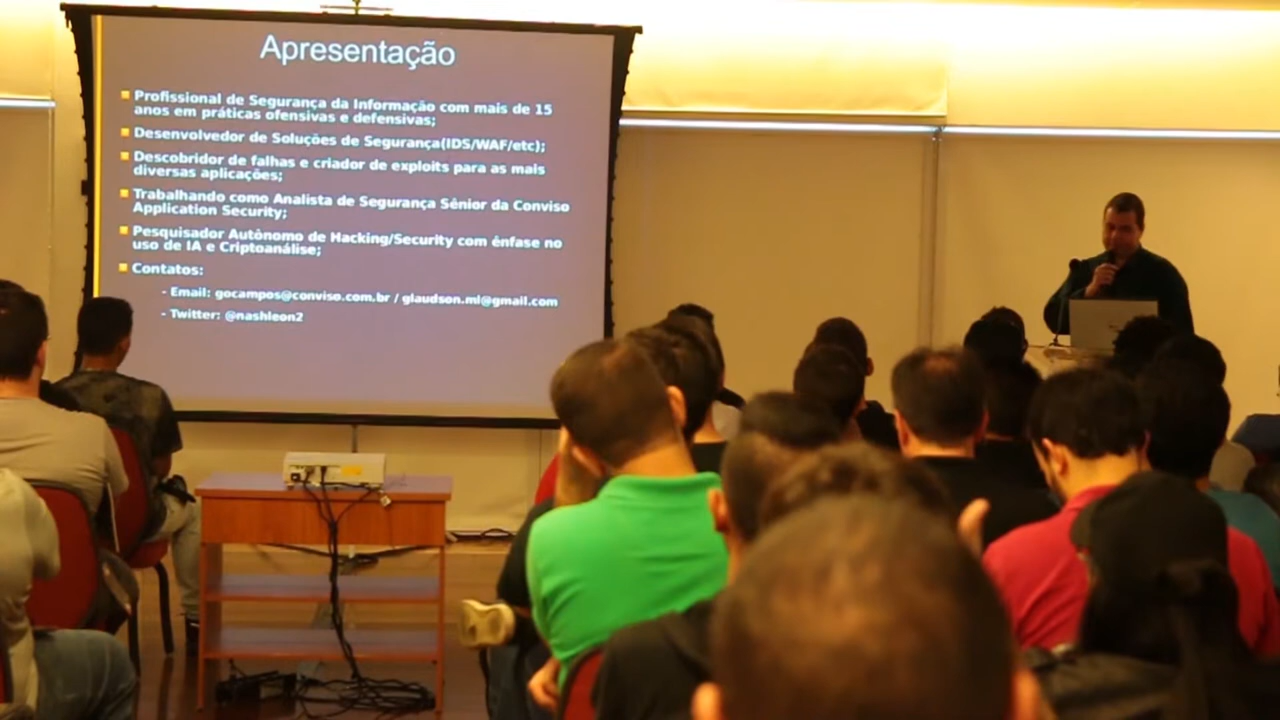 Apresentação
Profissional de Segurança da Informação com mais de 15
anos em práticas ofensivas e defensivas;
Desenvolvedor de Soluções de Segurança(IDS/WAF/etc);
Descobridor de falhas e criador de exploits para as mais
diversas aplicações;
Trabalhando como Analista de Segurança Sênior da Conviso
Application Security;
Pesquisador Autônomo de Hacking/Security com ênfase no
uso de IA e Criptoanálise;
Contatos:
- Email: gocampos@conviso.com.br / glaudson.ml@gmail.com
- Twitter: @nashleon2